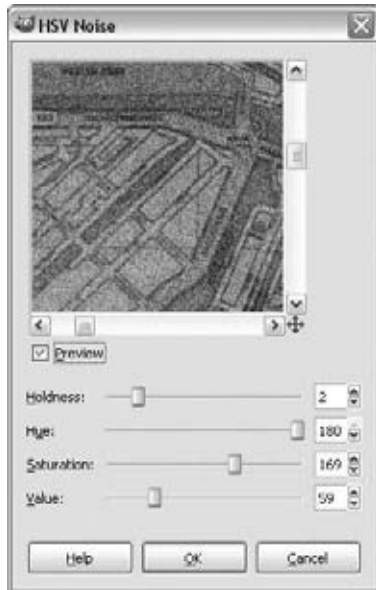 HSV Noise
Preview
Holdness: 2
Hue: 180
Saturation: 169
Value: 59
Help OK Cancel